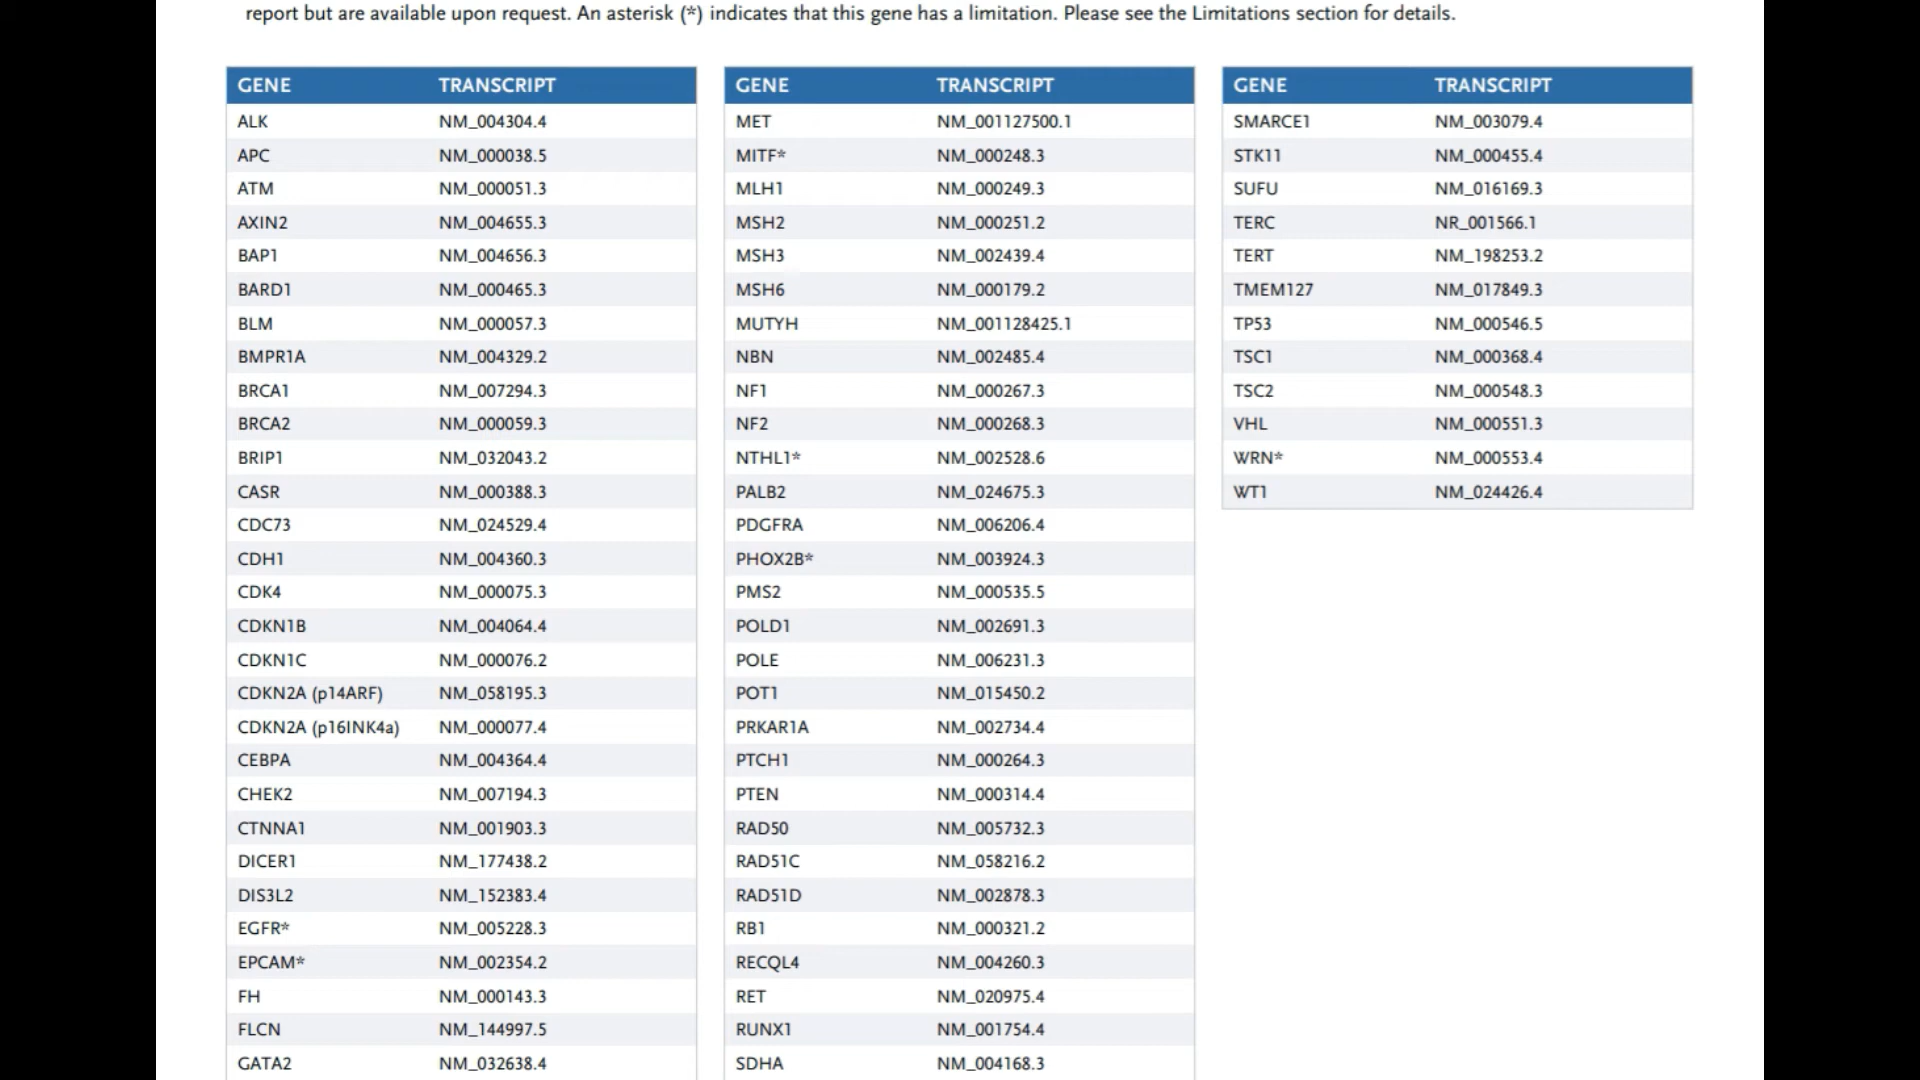 report but are available upon request. An asterisk (*) indicates that this gene has a limitation. Please see the Limitations section for details.
GENE TRANSCRIPT
ALK NM_004304.4
APC NM_000038.5
ATM NM_000051.3
AXIN2 NM_004655.3
BAP1 NM_004656.3
BARD1 NM_000465.3
BLM NM_000057.3
BMPR1A NM_004329.2
BRCA1 NM_007294.3
BRCA2 NM_000059.3
BRIP1 NM_032043.2
CASR NM_000388.3
CDC73 NM_024529.4
CDH1 NM_004360.3
CDK4 NM_000075.3
CDKN1B NM_004064.4
CDKN1C NM_000076.2
CDKN2A (p14ARF) NM_058195.3
CDKN2A (p16INK4a) NM_000077.4
CEBPA NM_004364.4
CHEK2 NM_007194.3
CTNNA1 NM_001903.3
DICER1 NM_177438.2
DIS3L2 NM_152383.4
EGFR* NM_005228.3
EPCAM* NM_002354.2
FH NM_000143.3
FLCN NM_144997.5
GATA2 NM_032638.4
GENE TRANSCRIPT
MET NM_001127500.1
MITF* NM_000248.3
MLH1 NM_000249.3
MSH2 NM_000251.2
MSH3 NM_002439.4
MSH6 NM_000179.2
MUTYH NM_001128425.1
NBN NM_002485.4
NF1 NM_000267.3
NF2 NM_000268.3
NTHL1* NM_002528.6
PALB2 NM_024675.3
PDGFRA NM_006206.4
PHOX2B* NM_003924.3
PMS2 NM_000535.5
POLD1 NM_002691.3
POLE NM_006231.3
POT1 NM_015450.2
PRKAR1A NM_002734.4
PTCH1 NM_000264.3
PTEN NM_000314.4
RAD50 NM_005732.3
RAD51C NM_058216.2
RAD51D NM_002878.3
RB1 NM_000321.2
RECQL4 NM_004260.3
RET NM_020975.4
RUNX1 NM_001754.4
SDHA NM_004168.3
GENE TRANSCRIPT
SMARCE1 NM_003079.4
STK11 NM_000455.4
SUFU NM_016169.3
TERC NR_001566.1
TERT NM_198253.2
TMEM127 NM_017849.3
TP53 NM_000546.5
TSC1 NM_000368.4
TSC2 NM_000548.3
VHL NM_000551.3
WRN* NM_000553.4
WT1 NM_024426.4